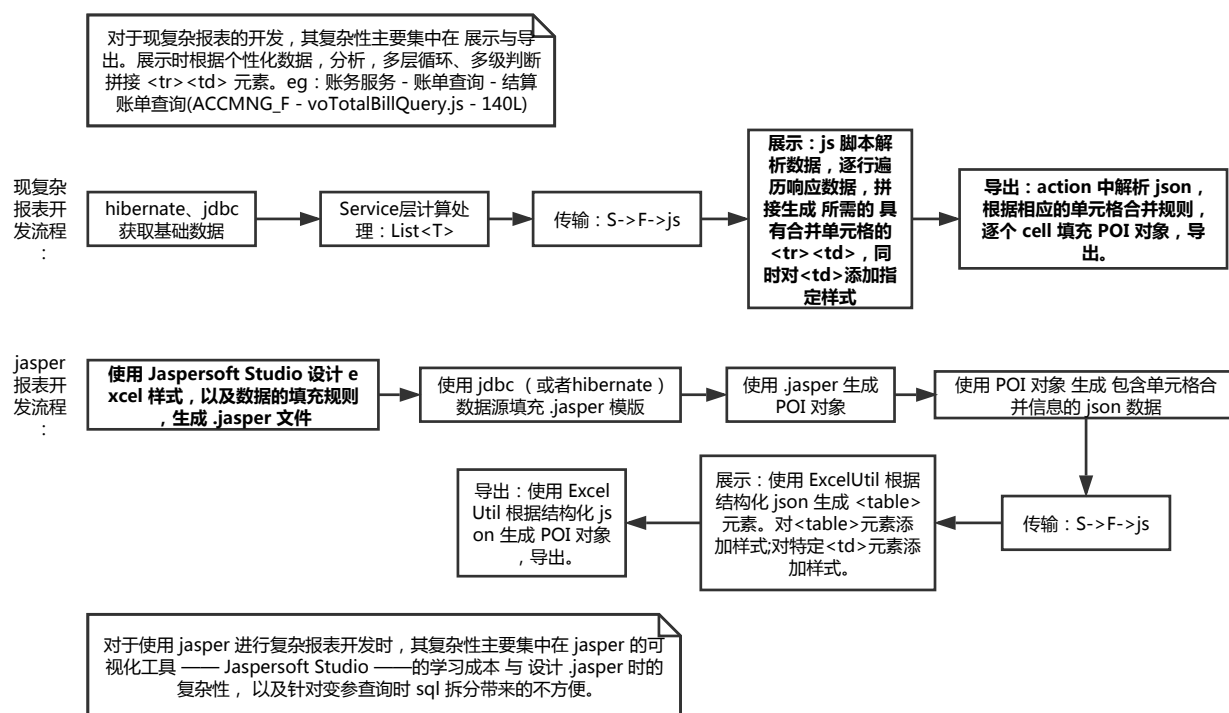 对于现复杂报表的开发，其复杂性主要集中在 展示与导
出。展示时根据个性化数据，分析，多层循环、多级判断
拼接 <tr><td> 元素。eg：账务服务 - 账单查询 - 结算
账单查询(ACCMNG_F - voTotalBillQuery.js - 140L)
现复杂
报表开
发流程
：
hibernate、jdbc
获取基础数据
Service层计算处
理：List<T>
传输：S->F->js
展示：js 脚本解
析数据，逐行遍
历响应数据，拼
接生成 所需的 具
有合并单元格的
<tr><td>，同
时对<td>添加指
定样式
导出：action 中解析 json，
根据相应的单元格合并规则，
逐个 cell 填充 POI 对象，导
出。
jasper
报表开
发流程
：
使用 Jaspersoft Studio 设计 e
xcel 样式，以及数据的填充规则
，生成 .jasper 文件
使用 jdbc （或者hibernate）
数据源填充 .jasper 模版
使用 .jasper 生成
POI 对象
使用 POI 对象 生成 包含单元格合
并信息的 json 数据
传输：S->F->js
展示：使用 ExcelUtil 根据
结构化 json 生成 <table>
元素。对<table>元素添
加样式;对特定<td>元素添
加样式。
导出：使用 Excel
Util 根据结构化 js
on 生成 POI 对象
，导出。
对于使用 jasper 进行复杂报表开发时，其复杂性主要集中在 jasper 的可
视化工具 —— Jaspersoft Studio ——的学习成本 与 设计 .jasper 时的
复杂性， 以及针对变参查询时 sql 拆分带来的不方便。